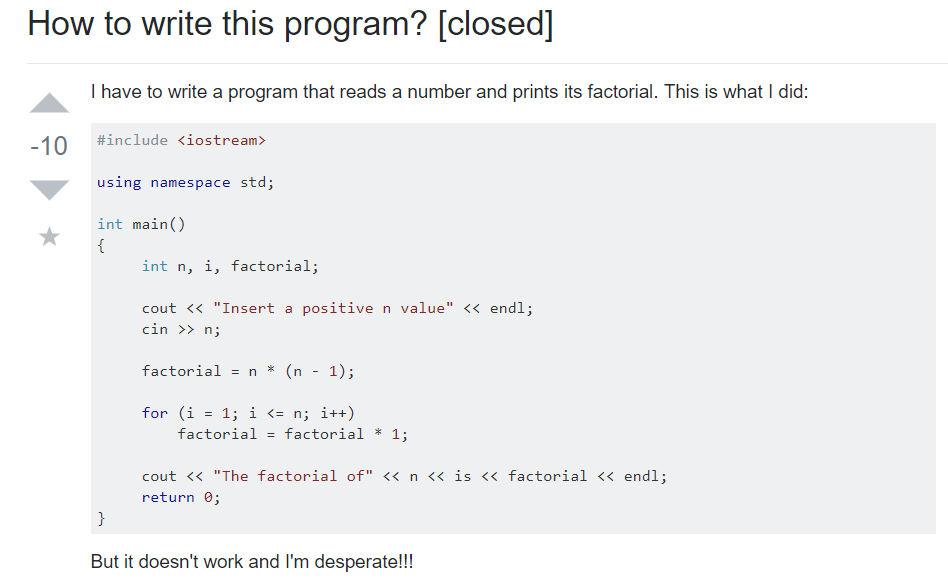 How to write this program? [closed]
I have to write a program that reads a number and prints its factorial. This is what I did:
-10
#include <iostream>
using namespace std;
int main()
{
int n, i, factorial;
cout << "Insert a positive n value" << endl;
cin >> n;
factorial = n * (n - 1);
for (i = 1; i <= n; i++)
factorial = factorial * 1;
cout << "The factorial of" << n << is << factorial << endl;
return 0;
}
But it doesn't work and I'm desperate!!!